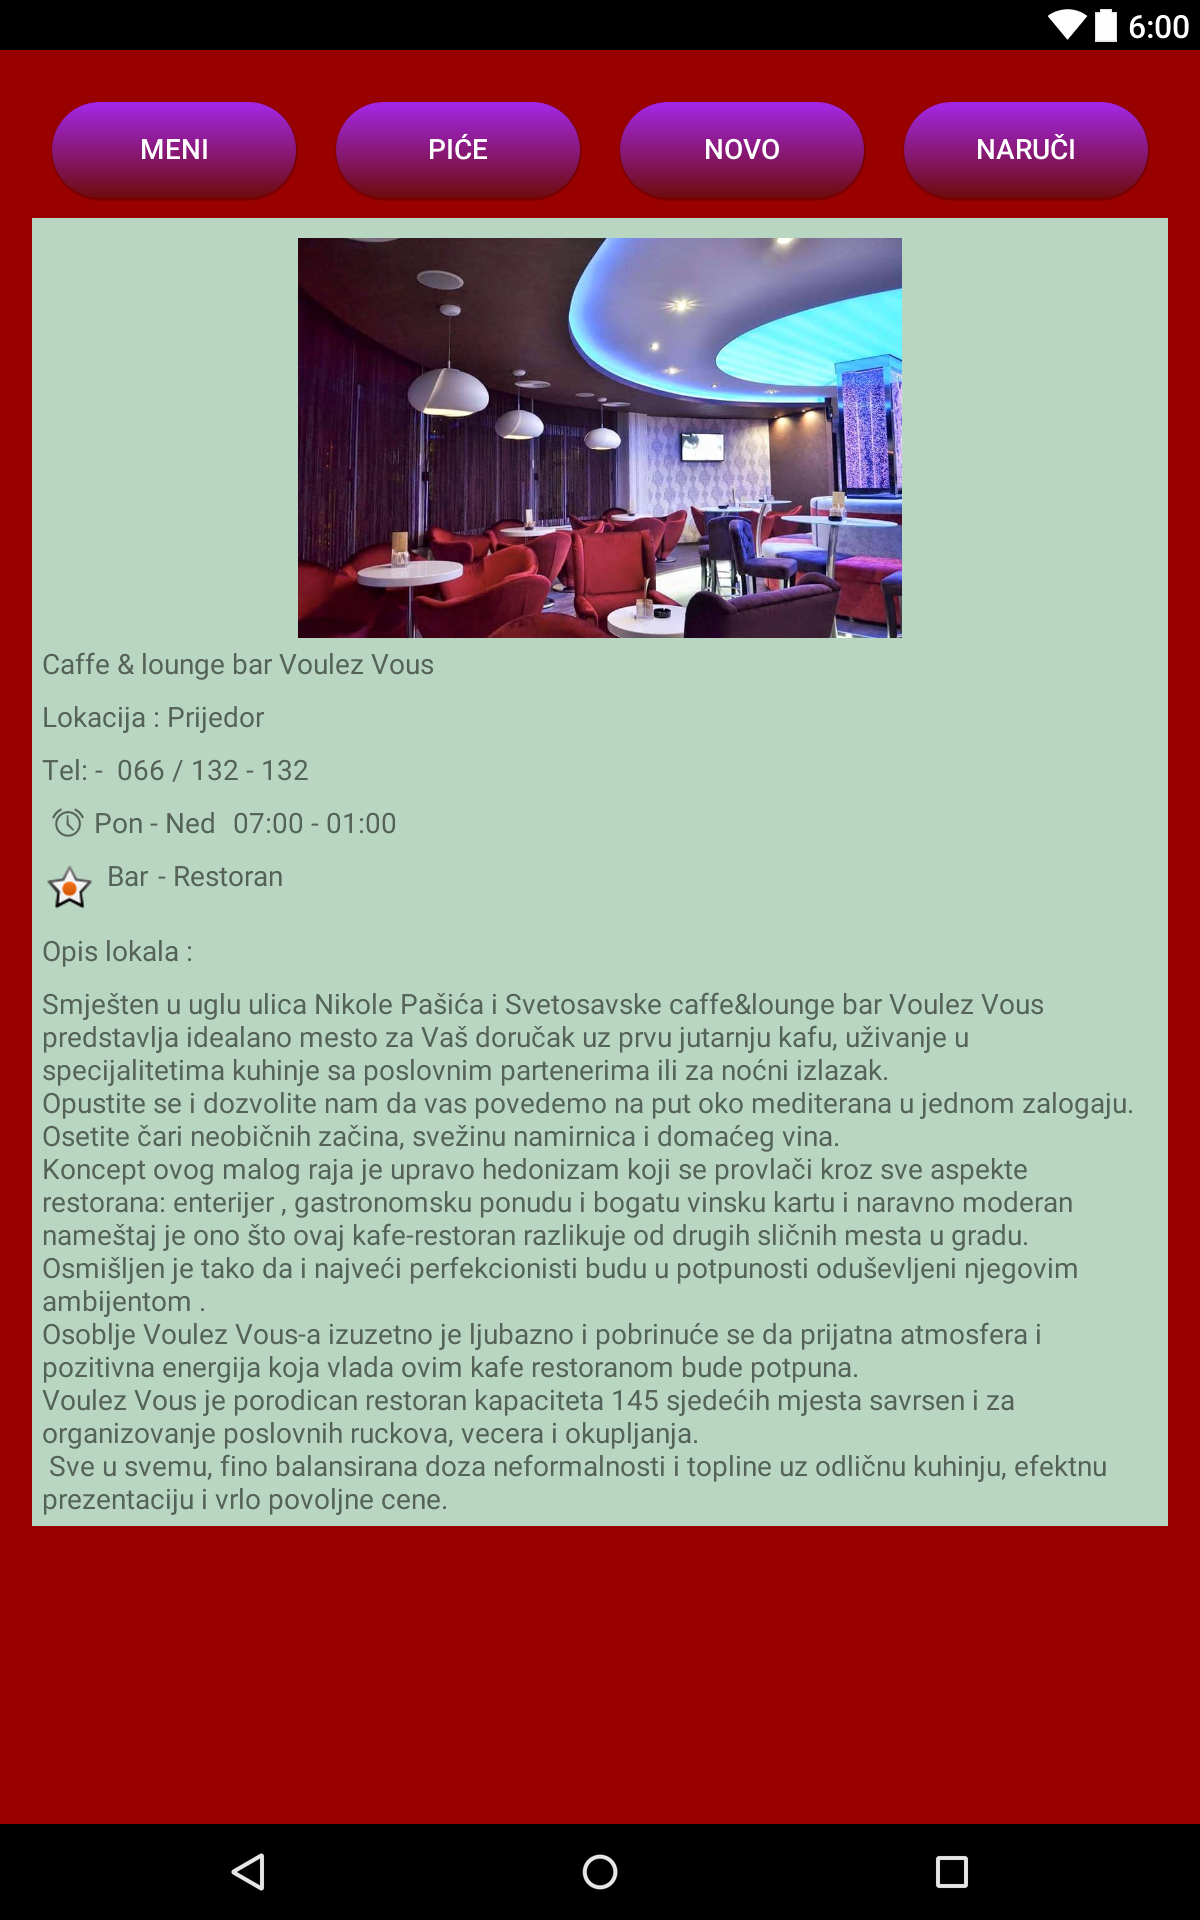 6:00
MENI
PIĆE
NOVO
NARUČI
Caffe & lounge bar Voulez Vous
Lokacija : Prijedor
Tel: -  066 / 132 - 132
Pon - Ned  07:00 - 01:00
Bar - Restoran
Opis lokala :
Smješten u uglu ulica Nikole Pašića i Svetosavske caffe&lounge bar Voulez Vous
predstavlja idealano mesto za Vaš doručak uz prvu jutarnju kafu, uživanje u
specijalitetima kuhinje sa poslovnim partenerima ili za noćni izlazak.
Opustite se i dozvolite nam da vas povedemo na put oko mediterana u jednom zalogaju.
Osetite čari neobičnih začina, svežinu namirnica i domaćeg vina.
Koncept ovog malog raja je upravo hedonizam koji se provlači kroz sve aspekte
restorana: enterijer , gastronomsku ponudu i bogatu vinsku kartu i naravno moderan
nameštaj je ono što ovaj kafe-restoran razlikuje od drugih sličnih mesta u gradu.
Osmišljen je tako da i najveći perfekcionisti budu u potpunosti oduševljeni njegovim
ambijentom .
Osoblje Voulez Vous-a izuzetno je ljubazno i pobrinuće se da prijatna atmosfera i
pozitivna energija koja vlada ovim kafe restoranom bude potpuna.
Voulez Vous je porodican restoran kapaciteta 145 sjedećih mjesta savrsen i za
organizovanje poslovnih ruckova, vecera i okupljanja.
Sve u svemu, fino balansirana doza neformalnosti i topline uz odličnu kuhinju, efektnu
prezentaciju i vrlo povoljne cene.